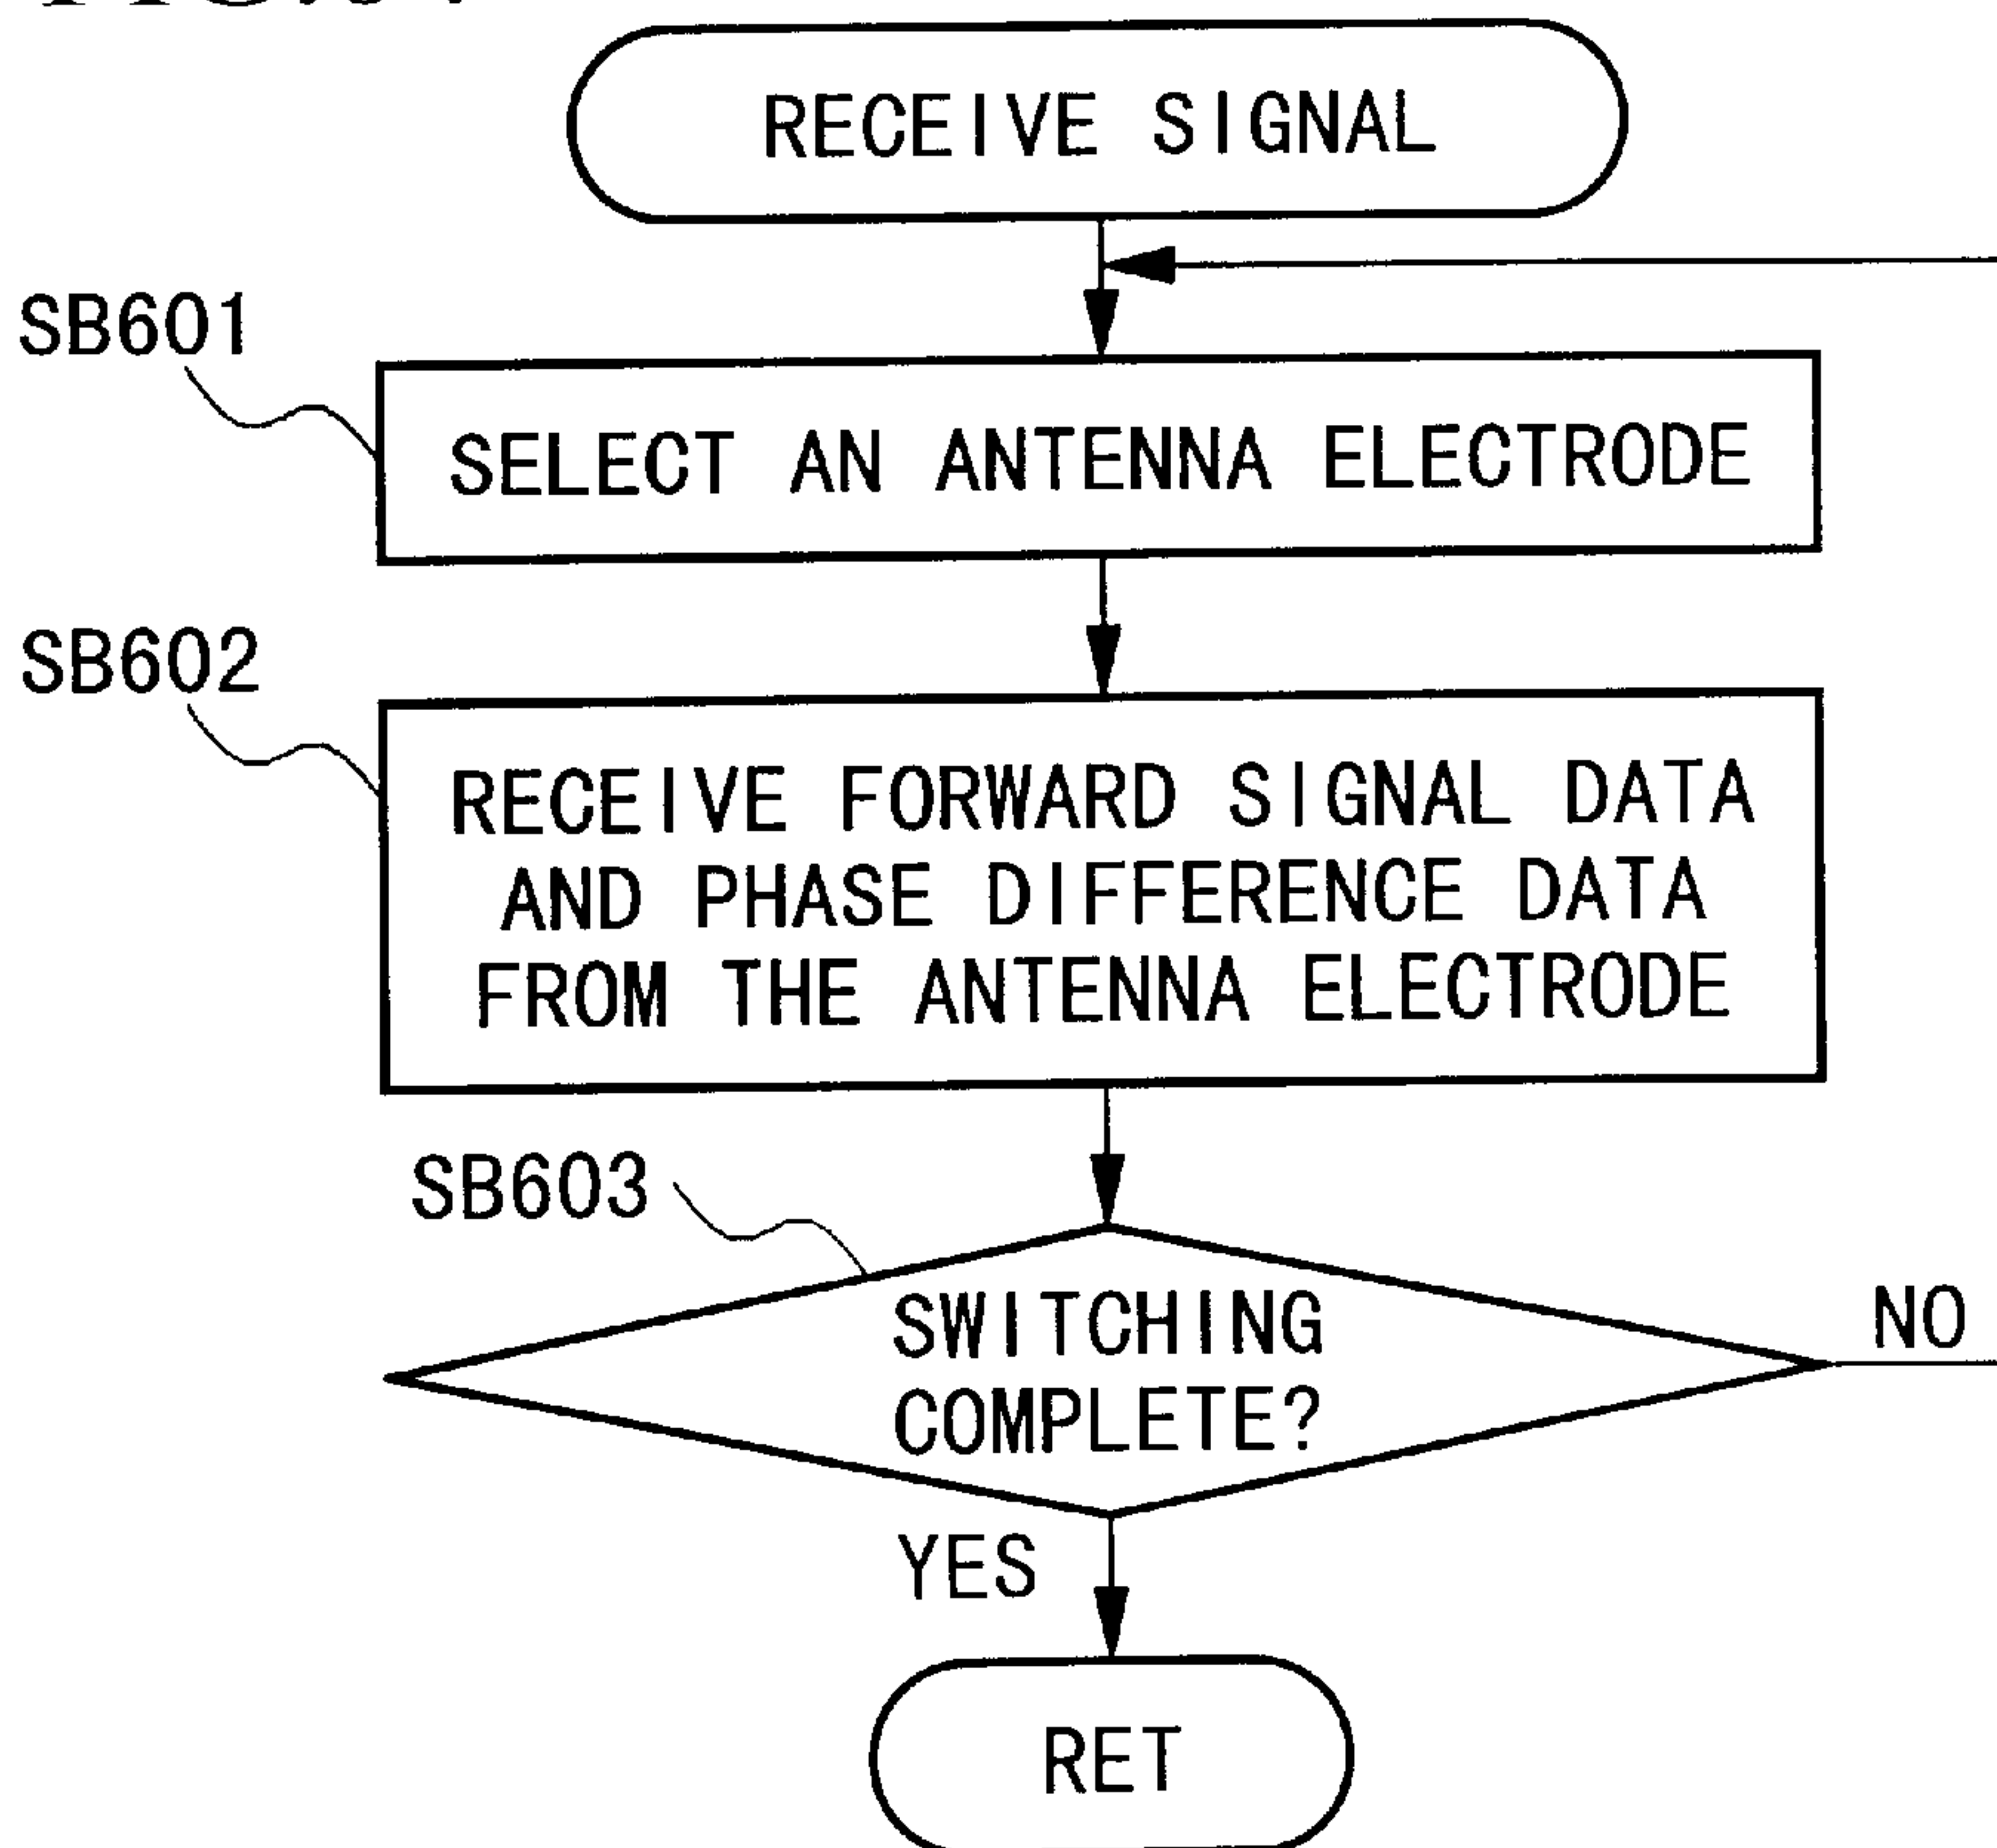 RECEIVE SIGNAL
SB601
SELECT AN ANTENNA ELECTRODE
SB602
RECEIVE FORWARD SIGNAL DATA
AND PHASE DIFFERENCE DATA
FROM THE ANTENNA ELECTRODE
SB603
SWITCHING
COMPLETE?
NO
YES
RET